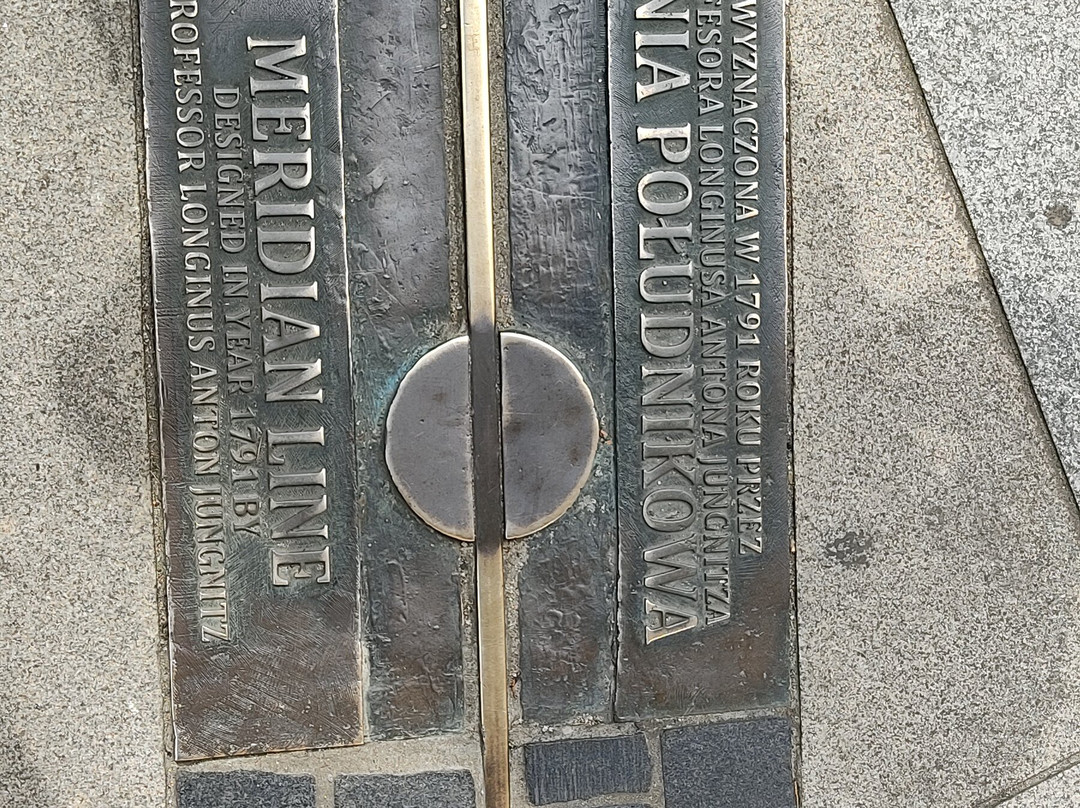 WYZNACZONA W 1791 ROKU PRZEZ
FESORA LONGINUSA ANTONA JUNGNITZA
NIA POŁUDNIKOWA
MERIDIAN LINE
DESIGNED IN YEAR 1791 BY
ROFESSOR LONGINUS ANTON JUNGNITZ